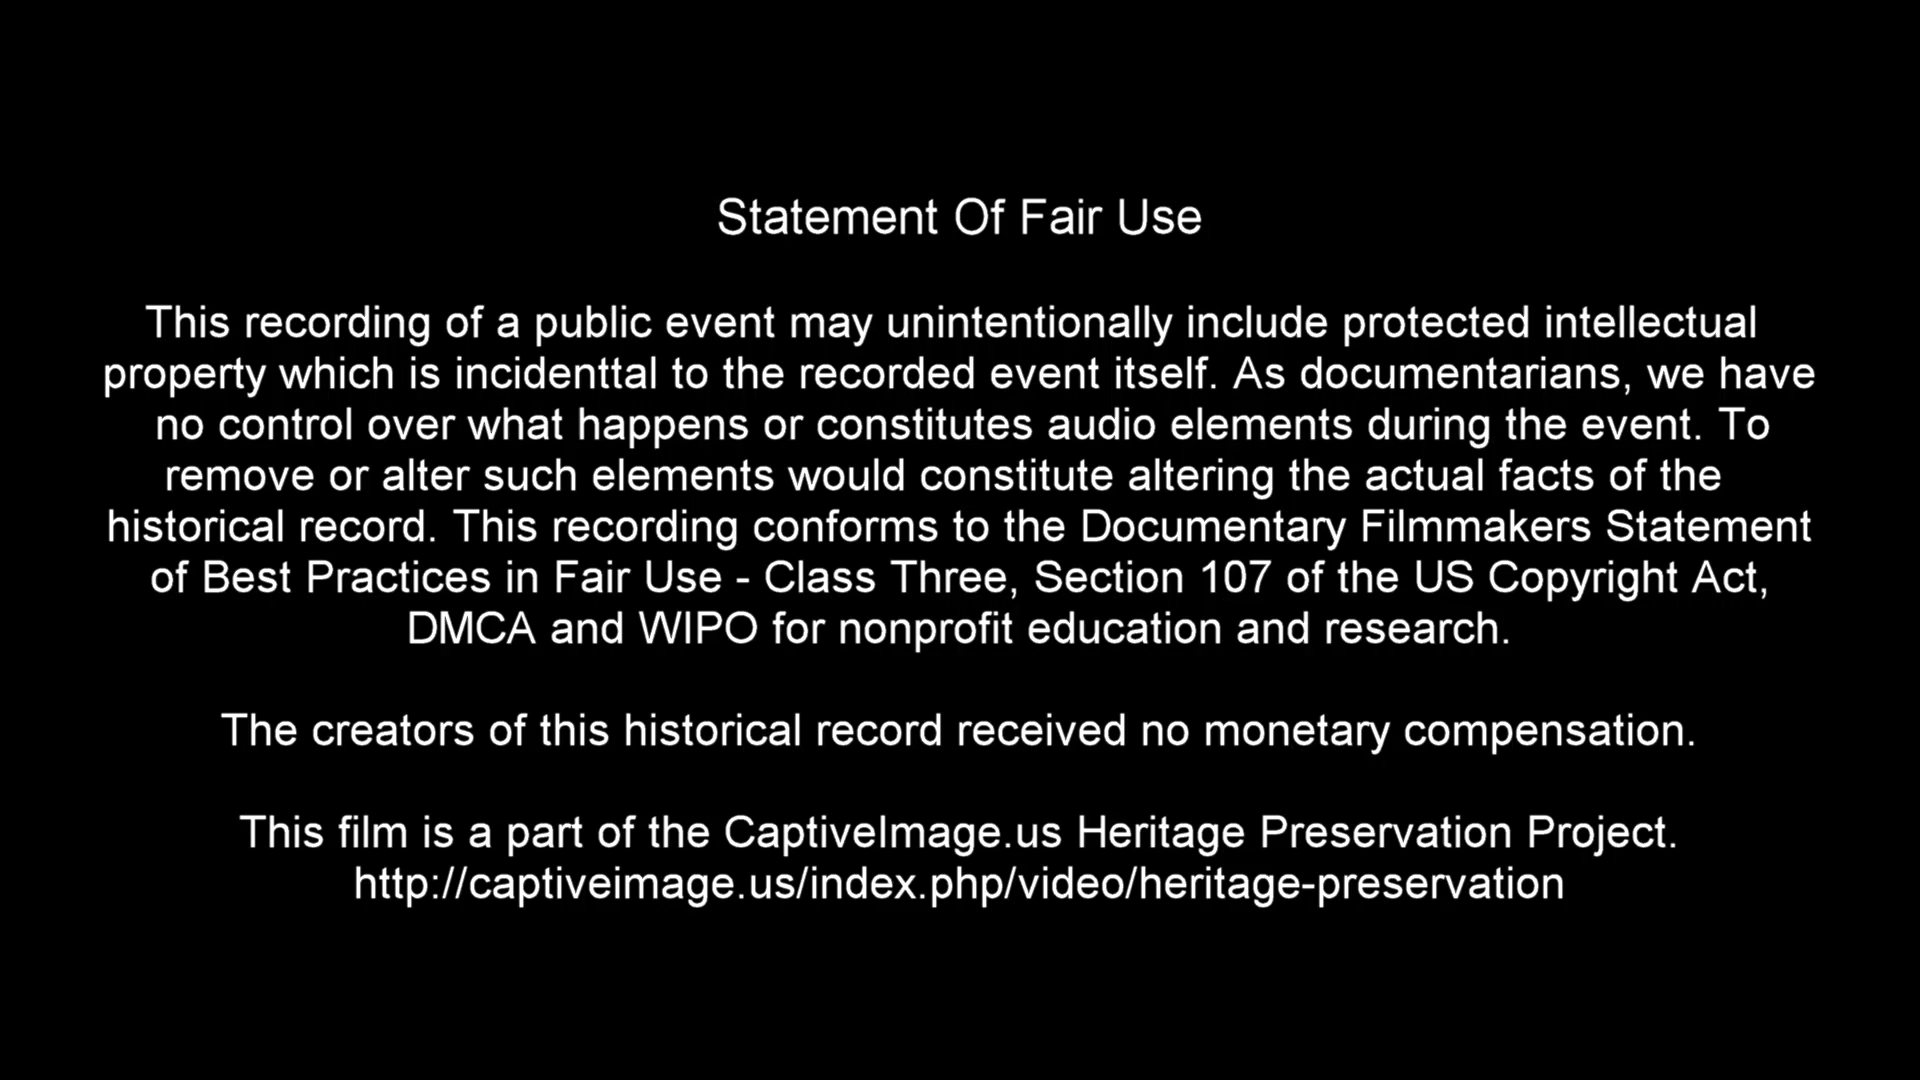 Statement Of Fair Use
This recording of a public event may unintentionally include protected intellectual
property which is incidenttal to the recorded event itself. As documentarians, we have
no control over what happens or constitutes audio elements during the event. To
remove or alter such elements would constitute altering the actual facts of the
historical record. This recording conforms to the Documentary Filmmakers Statement
of Best Practices in Fair Use - Class Three, Section 107 of the US Copyright Act,
DMCA and WIPO for nonprofit education and research.
The creators of this historical record received no monetary compensation.
This film is a part of the CaptiveImage.us Heritage Preservation Project.
http://captiveimage.us/index.php/video/heritage-preservation